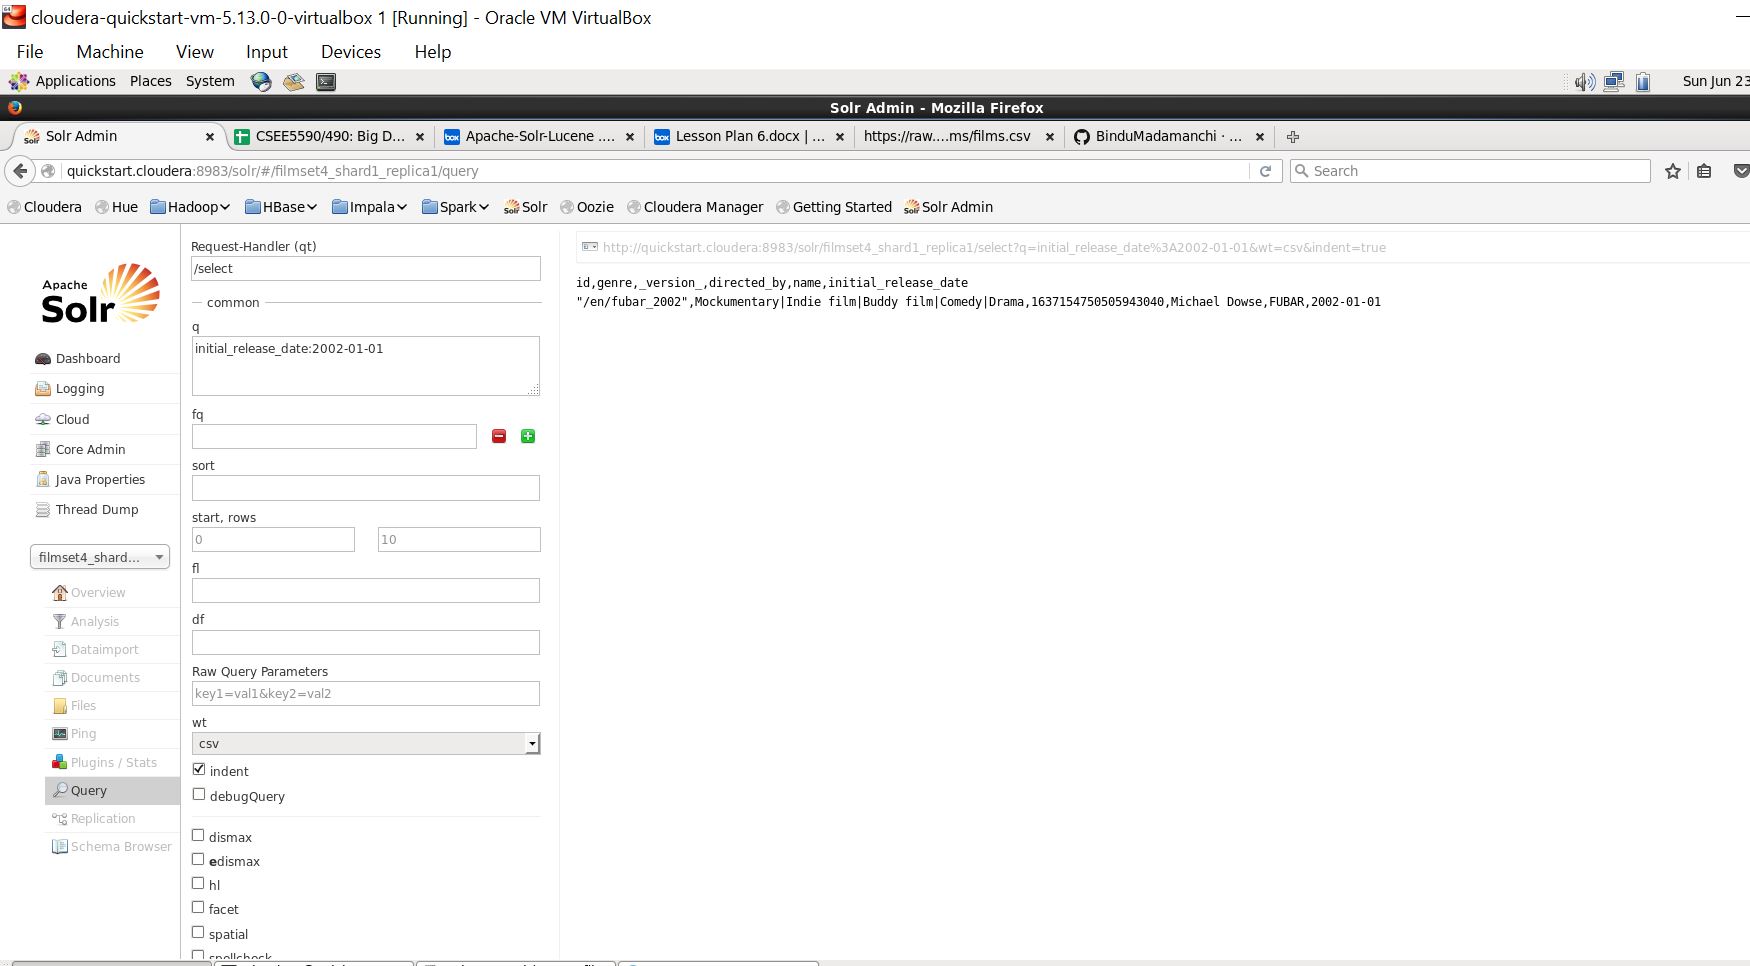 cloudera-quickstart-vm-5.13.0-0-virtualbox 1 [Running] - Oracle VM VirtualBox
File Machine View Input Devices Help
Applications Places System Sun Jun 23
Solr Admin - Mozilla Firefox
Solr Admin CSEE5590/490: Big D... Apache-Solr-Lucene .... Lesson Plan 6.docx | ... https://raw....ms/films.csv BinduMadamanchi · ...
quickstart.cloudera:8983/solr/#/filmset4_shard1_replica1/query Search
Cloudera Hue Hadoop HBase Impala Spark Solr Oozie Cloudera Manager Getting Started Solr Admin
Apache
Solr
Dashboard
Logging
Cloud
Core Admin
Java Properties
Thread Dump
filmset4_shard...
Overview
Analysis
Dataimport
Documents
Files
Ping
Plugins / Stats
Query
Replication
Schema Browser
Request-Handler (qt)
/select
common
q
initial_release_date:2002-01-01
fq
sort
start, rows
0 10
fl
df
Raw Query Parameters
key1=val1&key2=val2
wt
csv
indent
debugQuery
dismax
edismax
hl
facet
spatial
spellcheck
http://quickstart.cloudera:8983/solr/filmset4_shard1_replica1/select?q=initial_release_date%3A2002-01-01&wt=csv&indent=true
id,genre,_version_,directed_by,name,initial_release_date
"/en/fubar_2002",Mockumentary|Indie film|Buddy film|Comedy|Drama,1637154750505943040,Michael Dowse,FUBAR,2002-01-01